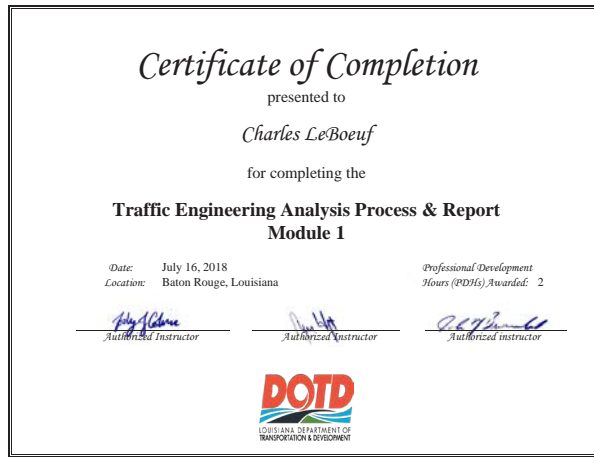 Certificate of Completion
presented to
Charles LeBoeuf
for completing the
Traffic Engineering Analysis Process & Report
Module 1
Date: July 16, 2018
Location: Baton Rouge, Louisiana
Professional Development
Hours (PDHs) Awarded: 2
Authorized Instructor
Authorized Instructor
Authorized instructor
DOTD
LOUISIANA DEPARTMENT OF
TRANSPORTATION & DEVELOPMENT